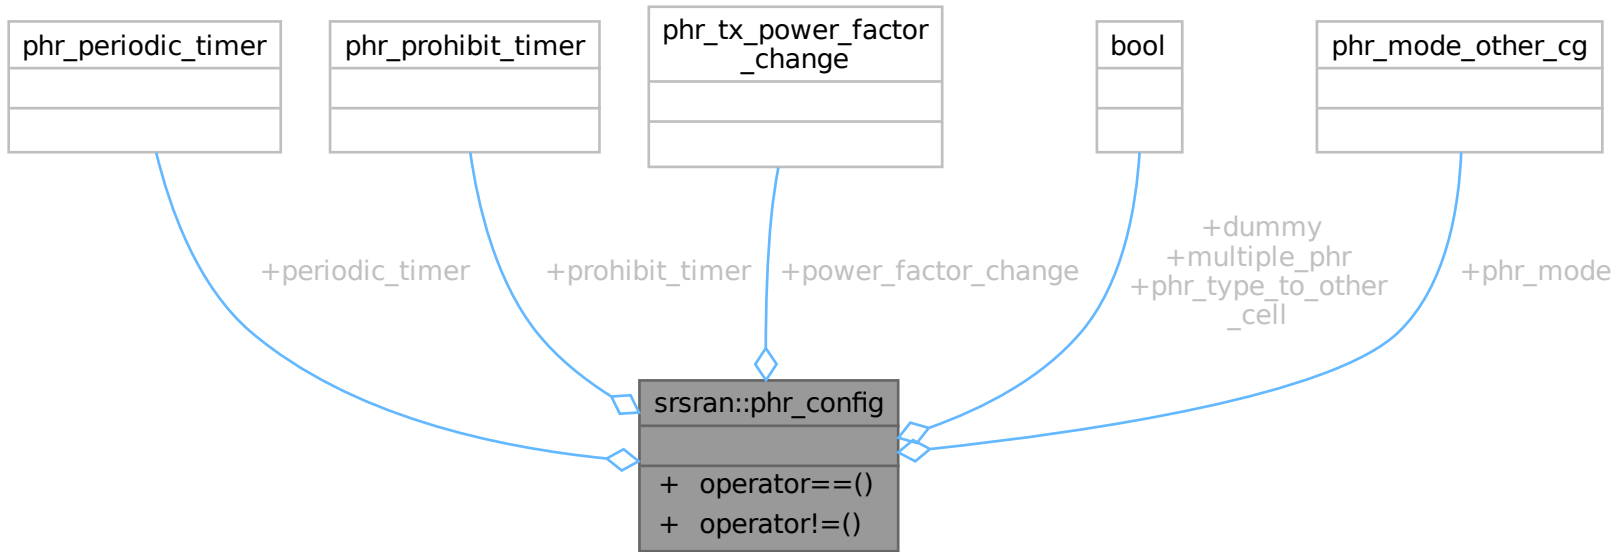 phr_periodic_timer
phr_prohibit_timer
phr_tx_power_factor
_change
bool
phr_mode_other_cg
+periodic_timer
+prohibit_timer
+power_factor_change
+dummy
+multiple_phr
+phr_type_to_other
_cell
+phr_mode
srsran::phr_config
+ operator==()
+ operator!=()